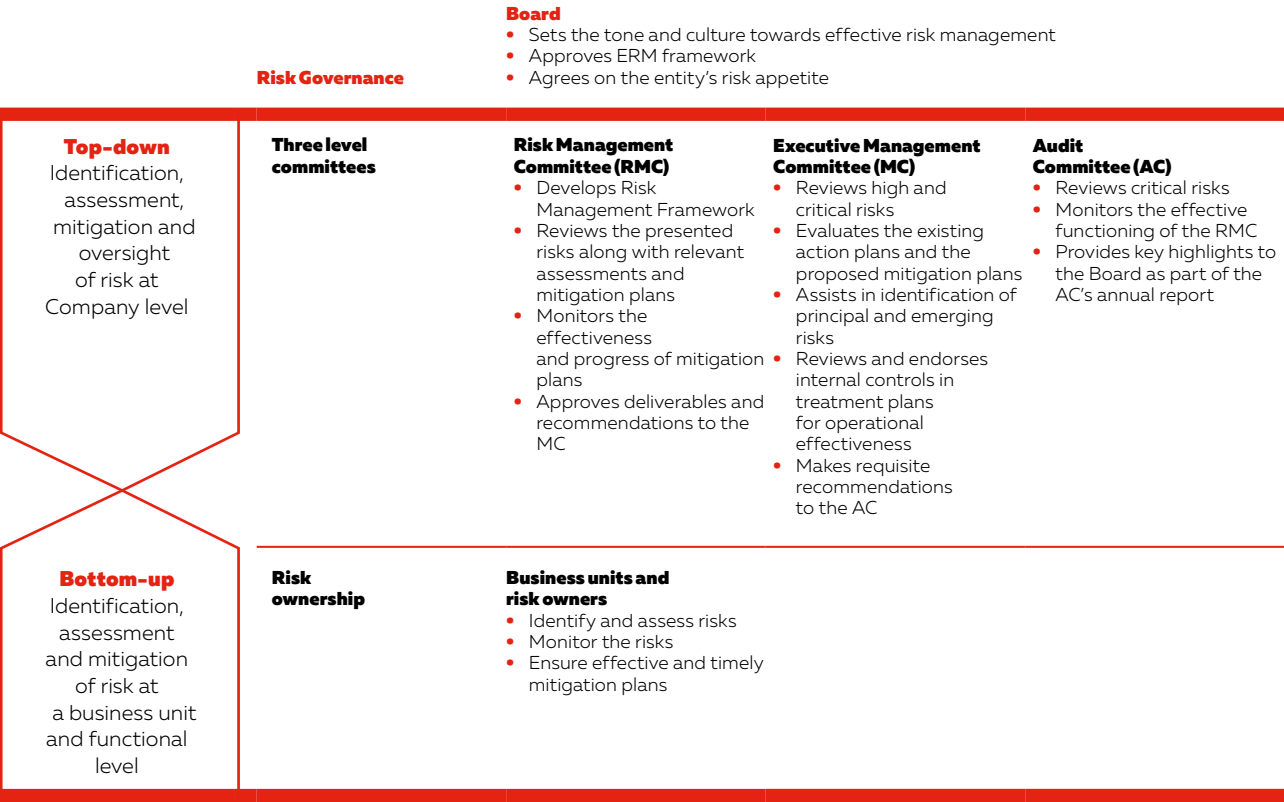 Board
• Sets the tone and culture towards effective risk management
• Approves ERM framework
Risk Governance
• Agrees on the entity's risk appetite
Top-down
Identification,
assessment,
mitigation and
oversight
of risk at
Company level
Three level
committees
Risk Management
Committee (RMC)
• Develops Risk
Management Framework
• Reviews the presented
risks along with relevant
assessments and
mitigation plans
• Monitors the
effectiveness
and progress of mitigation
plans
• Approves deliverables and
recommendations to the
MC
Executive Management
Committee (MC)
• Reviews high and
critical risks
• Evaluates the existing
action plans and the
proposed mitigation plans
• Assists in identification of
principal and emerging
risks
• Reviews and endorses
internal controls in
treatment plans
for operational
effectiveness
• Makes requisite
recommendations
to the AC
Audit
Committee (AC)
• Reviews critical risks
• Monitors the effective
functioning of the RMC
• Provides key highlights to
the Board as part of the
AC's annual report
Bottom-up
Identification,
assessment
and mitigation
of risk at
a business unit
and functional
level
Risk
ownership
Business units and
risk owners
• Identify and assess risks
• Monitor the risks
• Ensure effective and timely
mitigation plans